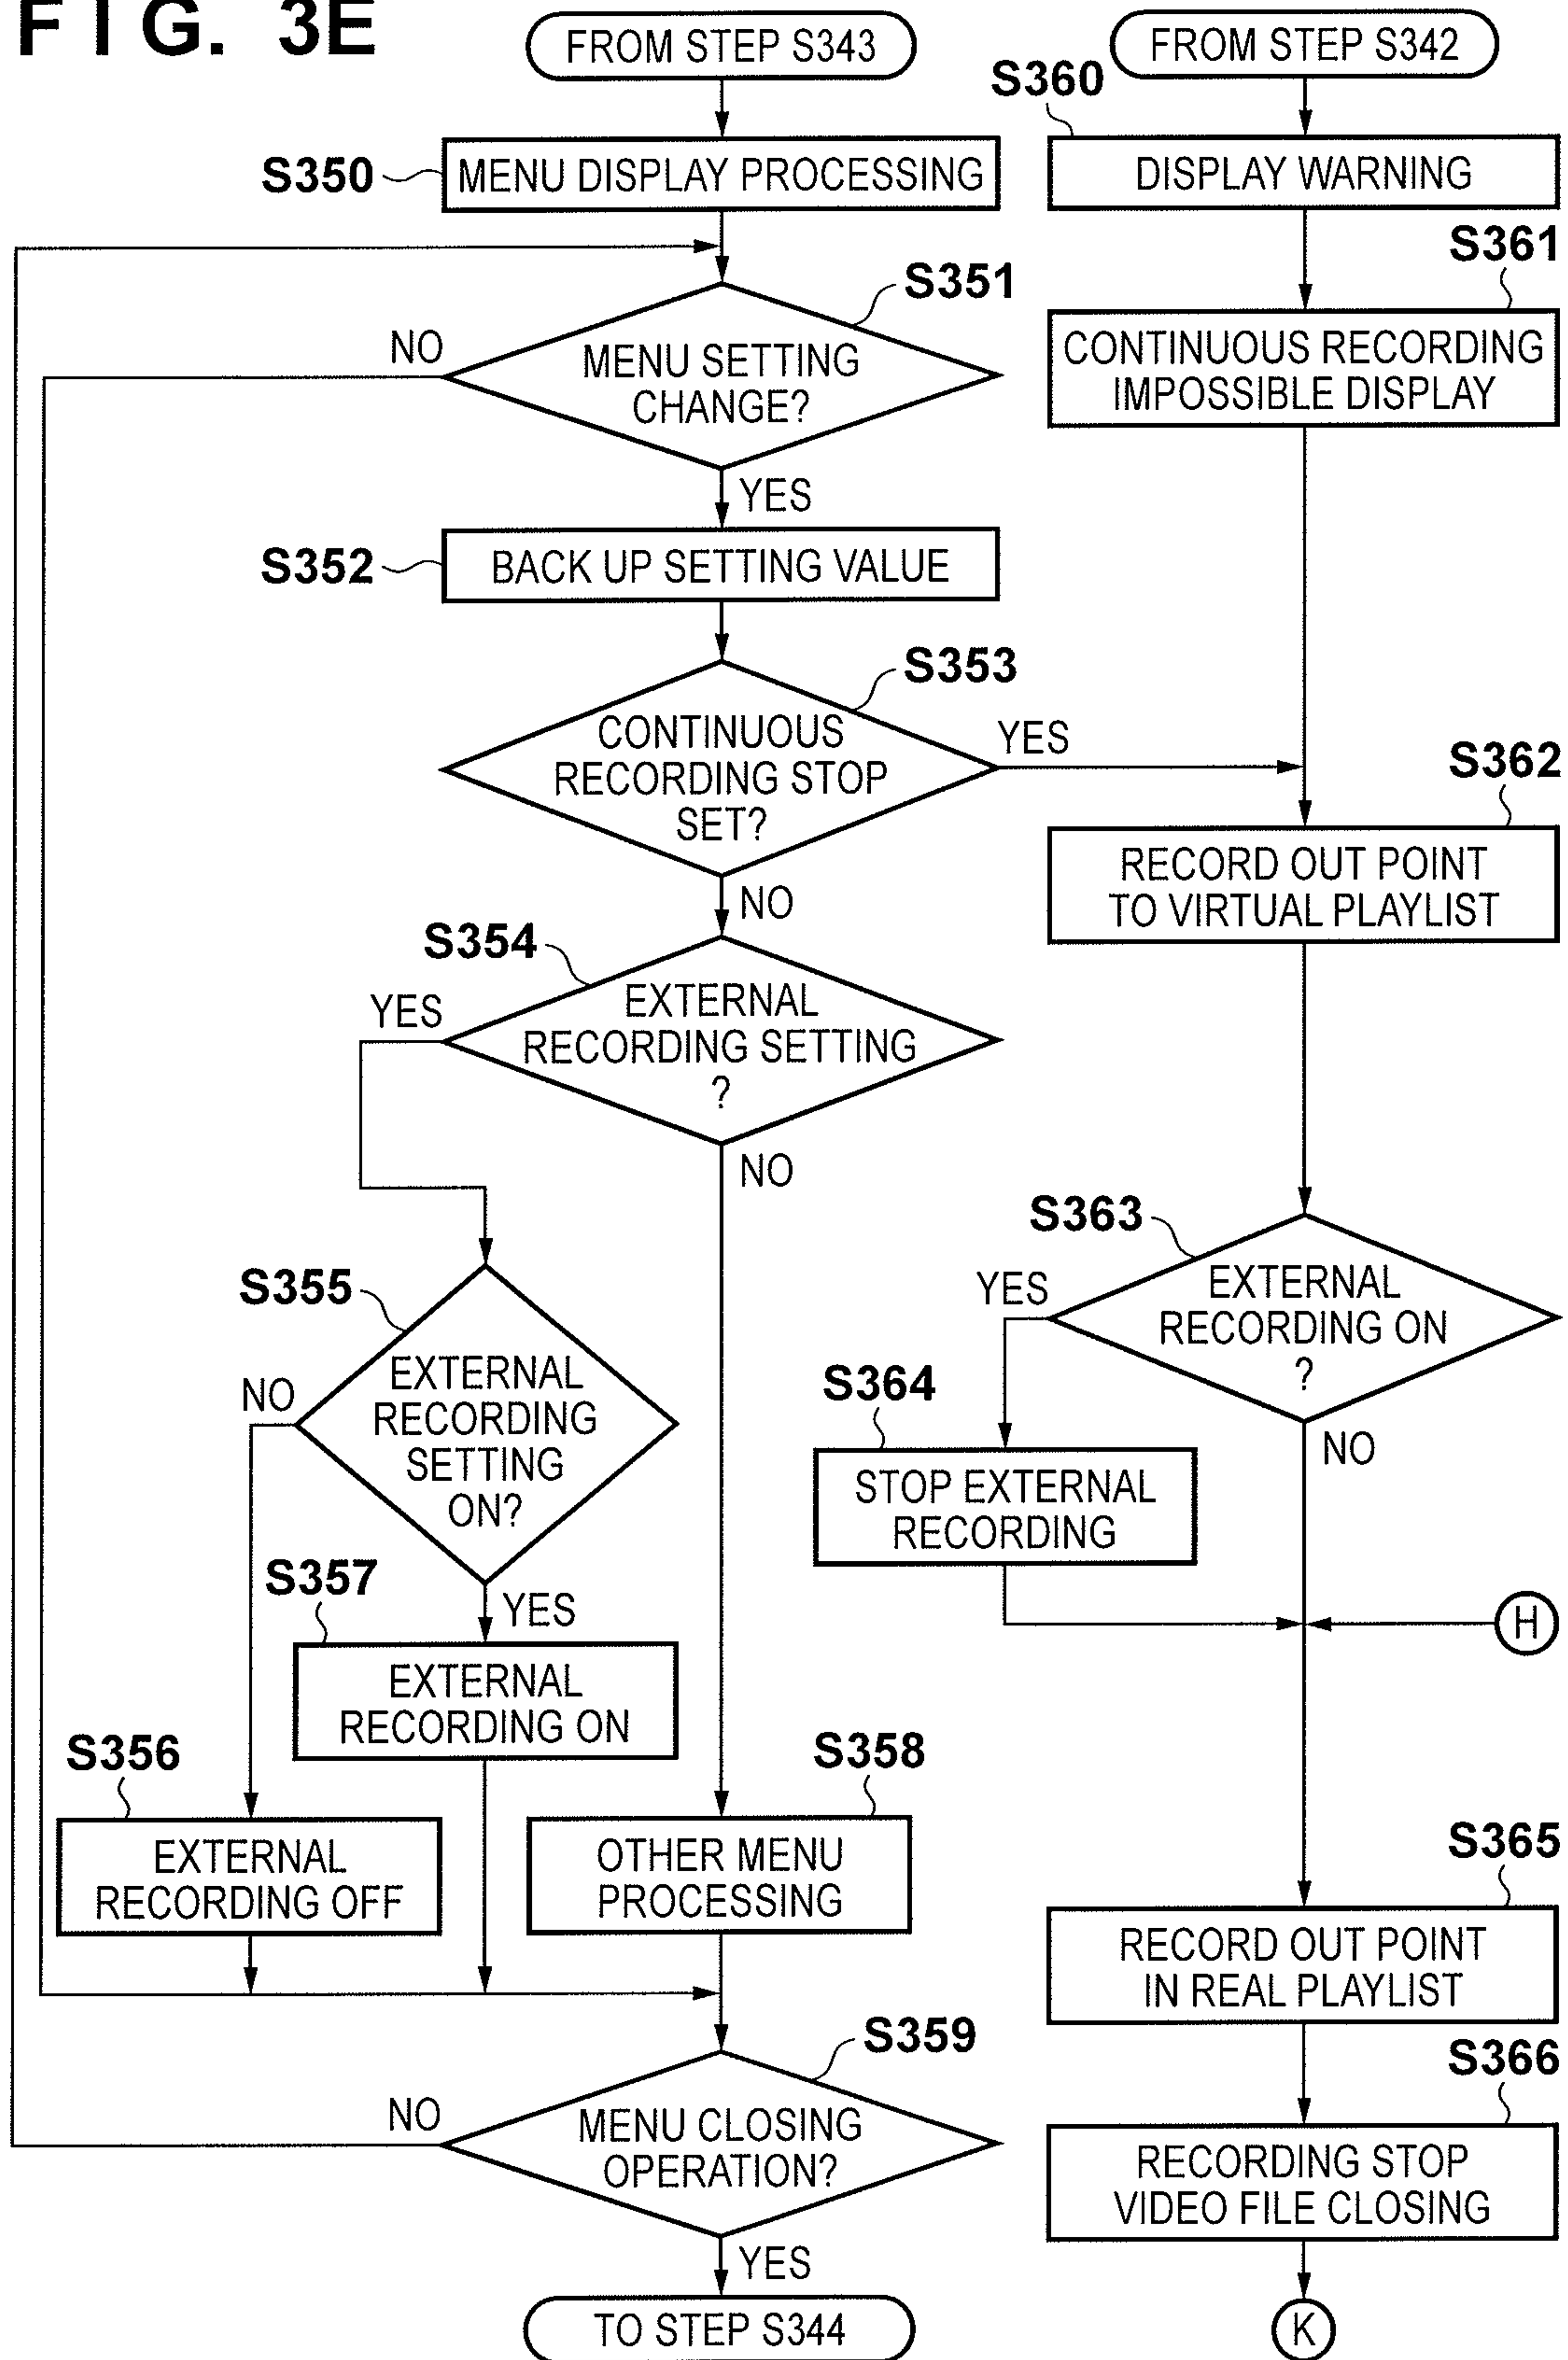 FIG. 3E
FROM STEP S343
S350
MENU DISPLAY PROCESSING
S351
MENU SETTING
CHANGE?
NO
YES
S352
BACK UP SETTING VALUE
S353
CONTINUOUS
RECORDING STOP
SET?
YES
NO
S354
EXTERNAL
RECORDING SETTING
?
YES
NO
S355
EXTERNAL
RECORDING
SETTING
ON?
NO
YES
S357
EXTERNAL
RECORDING ON
S356
EXTERNAL
RECORDING OFF
S358
OTHER MENU
PROCESSING
S359
MENU CLOSING
OPERATION?
NO
YES
TO STEP S344
FROM STEP S342
S360
DISPLAY WARNING
S361
CONTINUOUS RECORDING
IMPOSSIBLE DISPLAY
S362
RECORD OUT POINT
TO VIRTUAL PLAYLIST
S363
EXTERNAL
RECORDING ON
?
YES
NO
S364
STOP EXTERNAL
RECORDING
H
S365
RECORD OUT POINT
IN REAL PLAYLIST
S366
RECORDING STOP
VIDEO FILE CLOSING
K